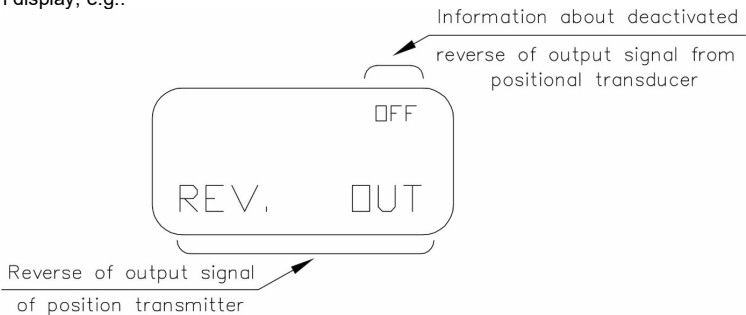 display, e.g.:
Information about deactivated
reverse of output signal from
positional transducer
OFF
REV. OUT
Reverse of output signal
of position transmitter